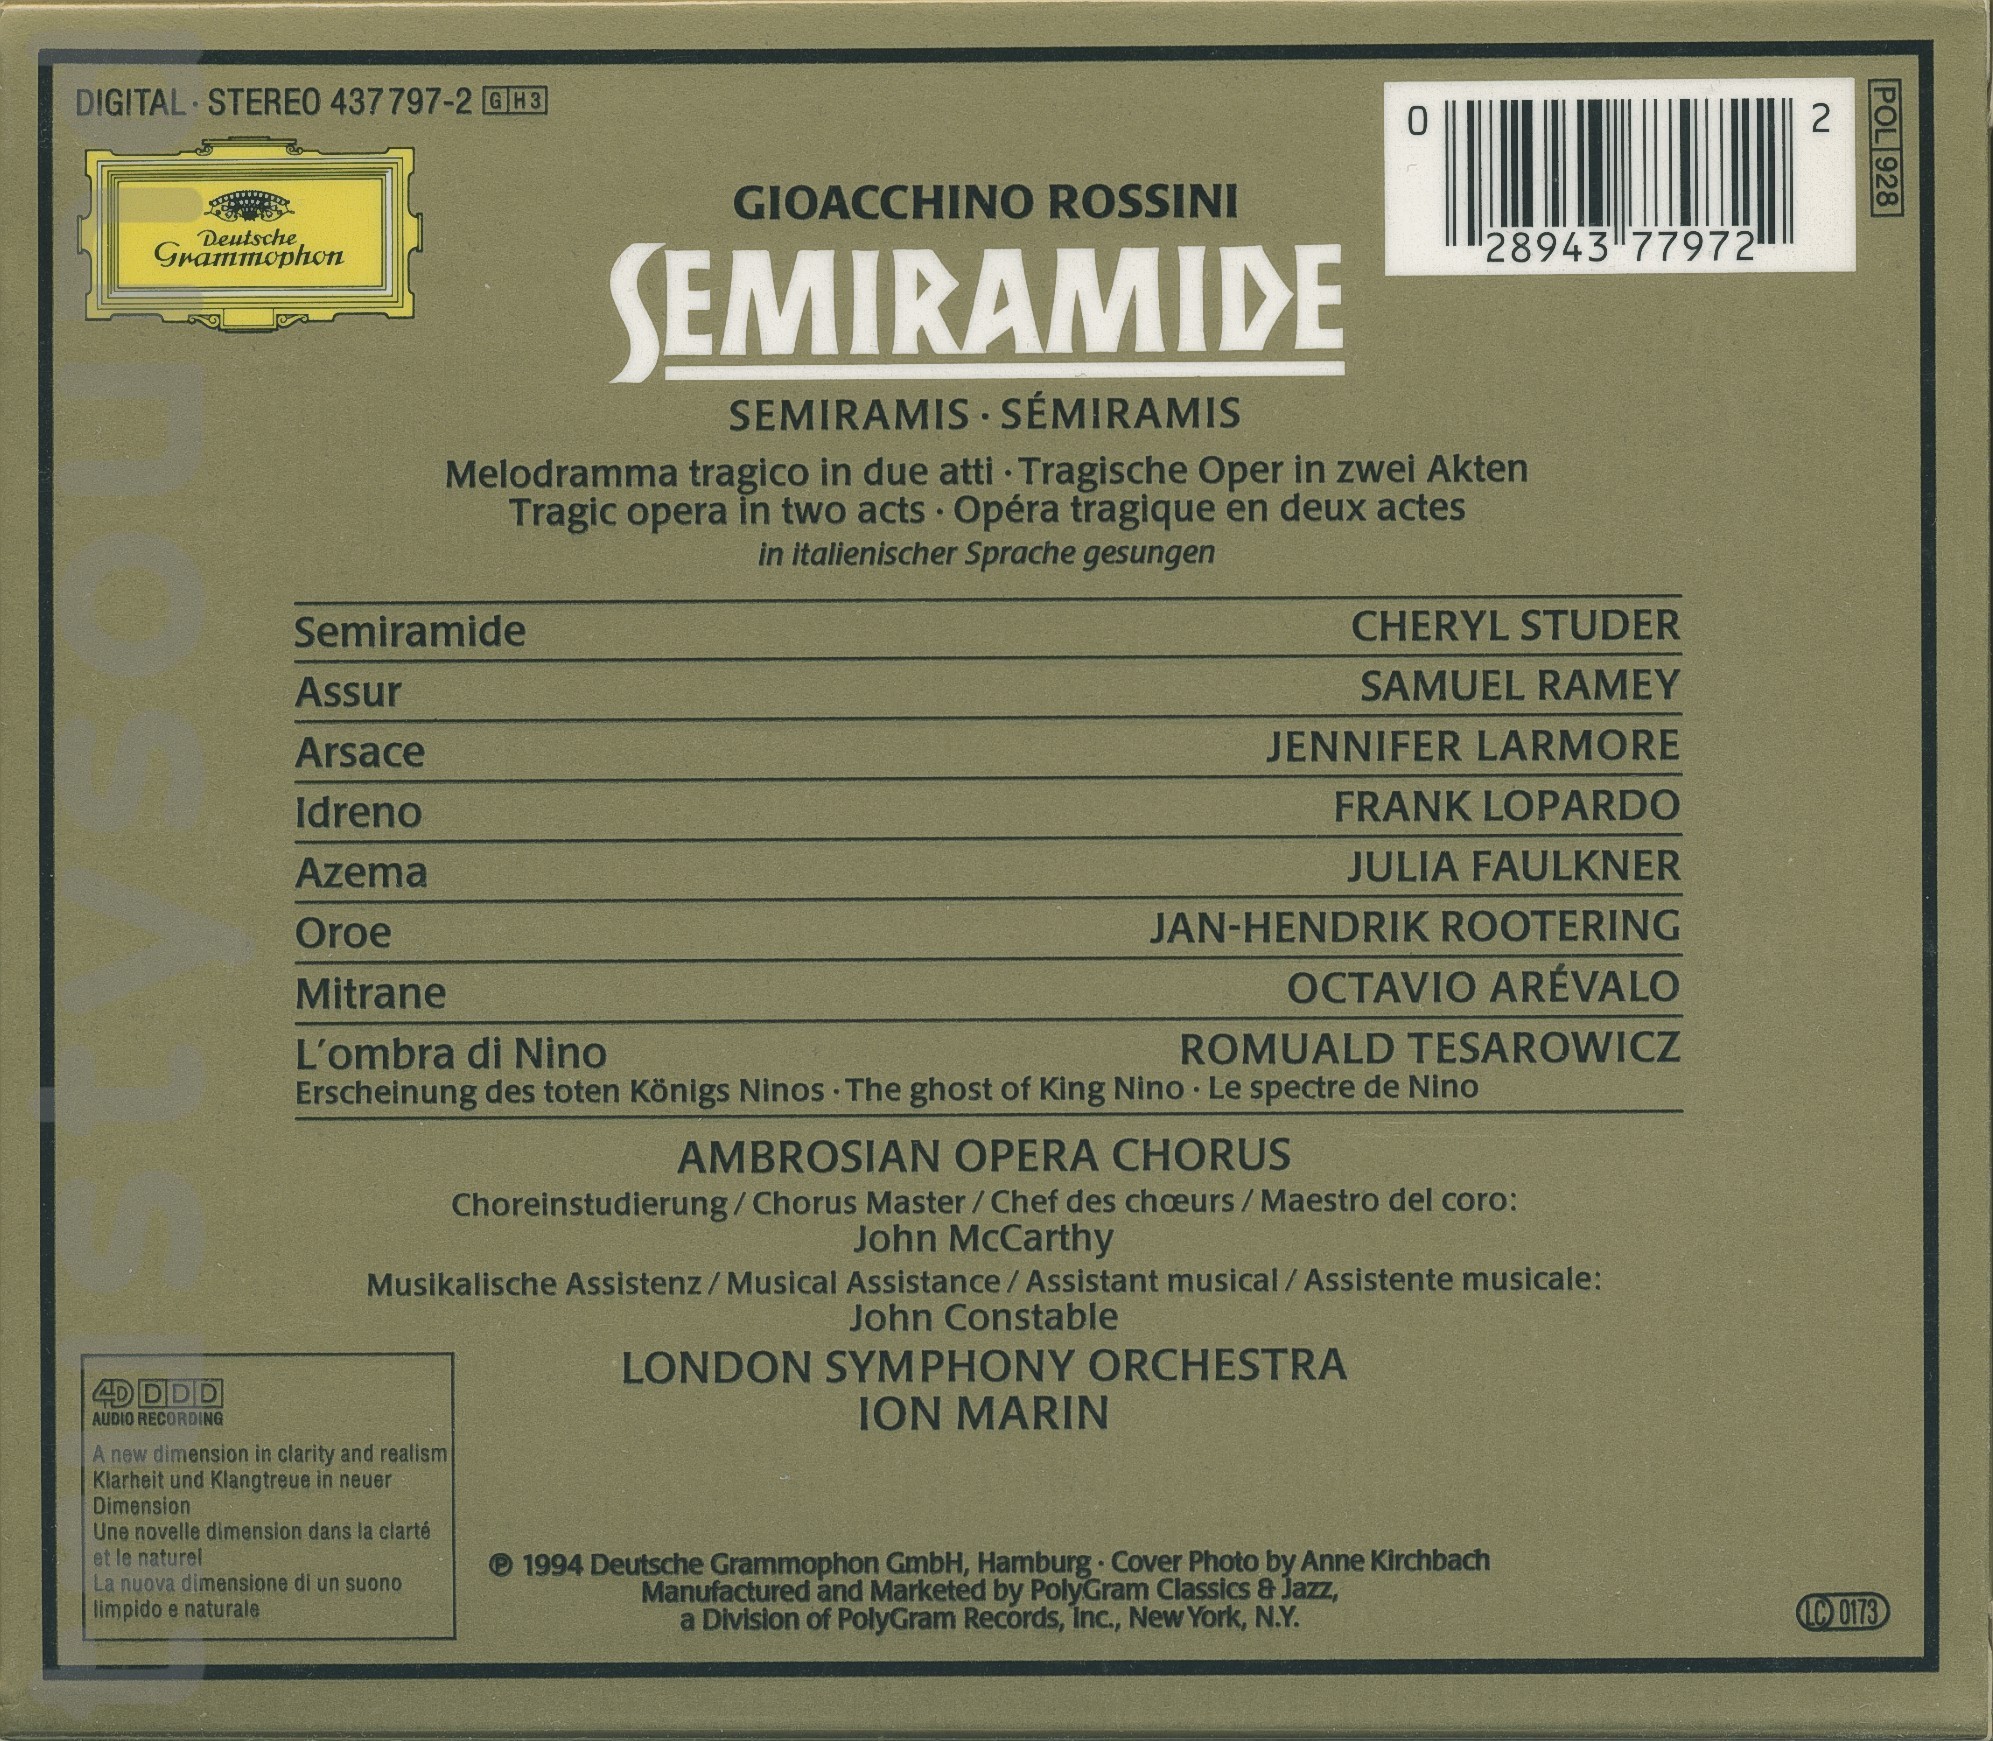 DIGITAL · STEREO 437 797-2 GH3
Deutsche
Grammophon
0 28943 77972 2
POL 928
GIOACCHINO ROSSINI
SEMIRAMIDE
SEMIRAMIS · SÉMIRAMIS
Melodramma tragico in due atti · Tragische Oper in zwei Akten
Tragic opera in two acts · Opéra tragique en deux actes
in italienischer Sprache gesungen
Semiramide CHERYL STUDER
Assur SAMUEL RAMEY
Arsace JENNIFER LARMORE
Idreno FRANK LOPARDO
Azema JULIA FAULKNER
Oroe JAN-HENDRIK ROOTERING
Mitrane OCTAVIO ARÉVALO
L'ombra di Nino ROMUALD TESAROWICZ
Erscheinung des toten Königs Ninos · The ghost of King Nino · Le spectre de Nino
AMBROSIAN OPERA CHORUS
Choreinstudierung / Chorus Master / Chef des chœurs / Maestro del coro:
John McCarthy
Musikalische Assistenz / Musical Assistance / Assistant musical / Assistente musicale:
John Constable
LONDON SYMPHONY ORCHESTRA
ION MARIN
4D DDD
AUDIO RECORDING
A new dimension in clarity and realism
Klarheit und Klangtreue in neuer
Dimension
Une novelle dimension dans la clarté
et le naturel
La nuova dimensione di un suono
limpido e naturale
℗ 1994 Deutsche Grammophon GmbH, Hamburg · Cover Photo by Anne Kirchbach
Manufactured and Marketed by PolyGram Classics & Jazz,
a Division of PolyGram Records, Inc., New York, N.Y.
LC 0173